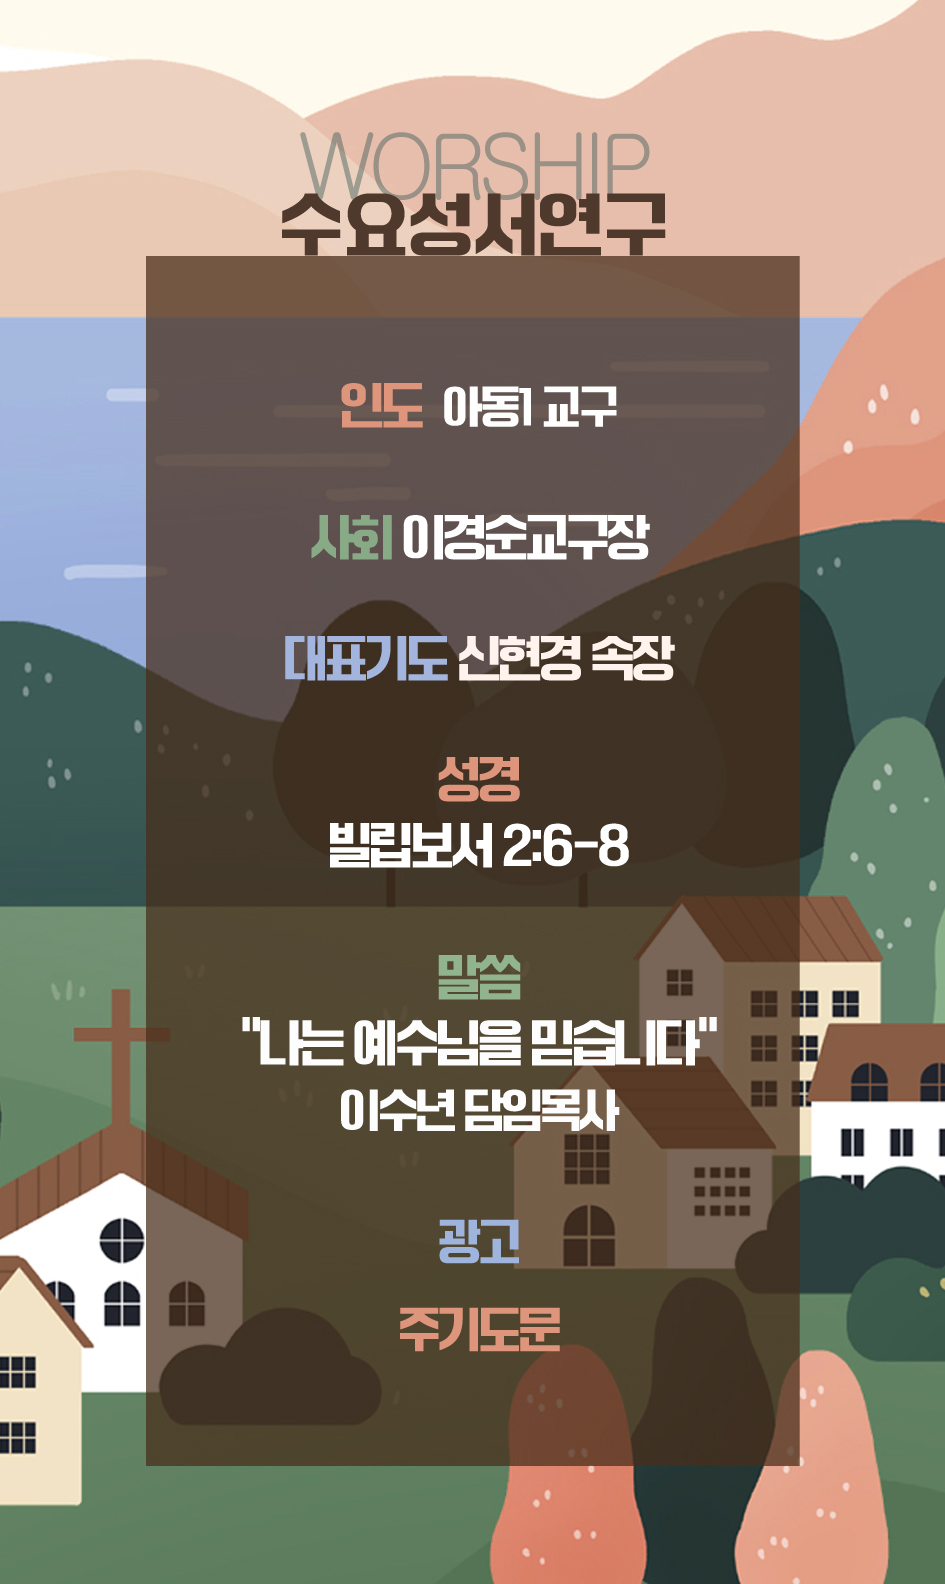 WORSHIP
수요성서연구
인도 아동1 교구
사회 이경순교구장
대표기도 신현경 속장
성경
빌립보서 2:6-8
말씀
"나는 예수님을 믿습니다"
이수년 담임목사
광고
주기도문